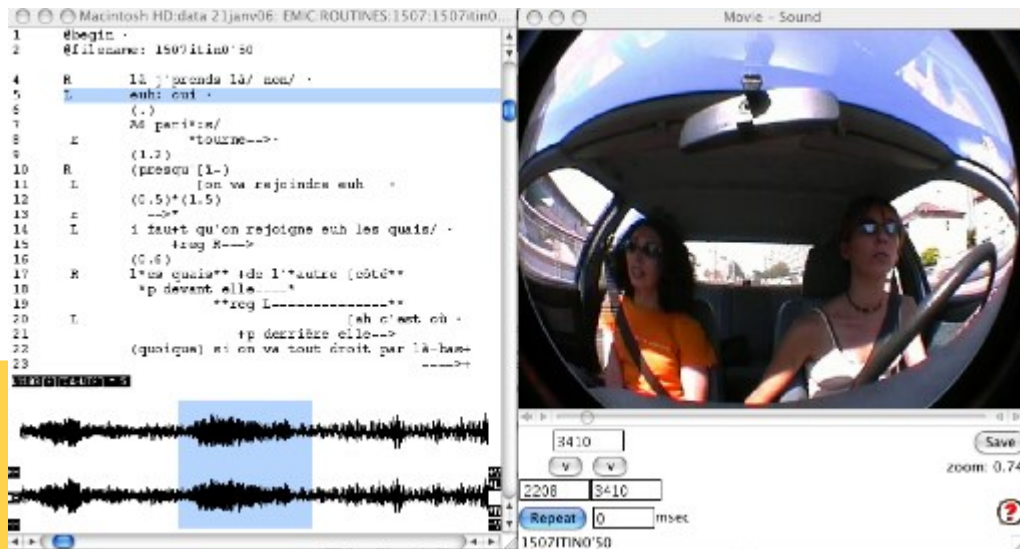 Macintosh HD:data 21janv06: EMIC ROUTINES:1507:1507itin0...
1 @begin ·
2 @filename: 1507itin0'50
4 R là j'prends là/ non/ ·
5 L euh: oui ·
6 (.)
7 Ah pari*:s/
8 r *tourne-->·
9 (1.2)
10 R (presqu [î-)
11 L [on va rejoindre euh ·
12 (0.5)*(1.5)
13 r -->*
14 L i fau+t qu'on rejoigne euh les quais/ ·
15 +reg R--->
16 (0.6)
17 R l*es quais** +de l'*autre [côté**
18 *p devant elle----*
19 **reg L--------------**
20 L [eh c'est où ·
21 +p derrière elle-->
22 (quoique) si on va tout droit par là-bas+
23 ---->+
Movie - Sound
3410
Save
v v
zoom: 0.74
2208 3410
Repeat 0 msec
?
1507ITIN0'50